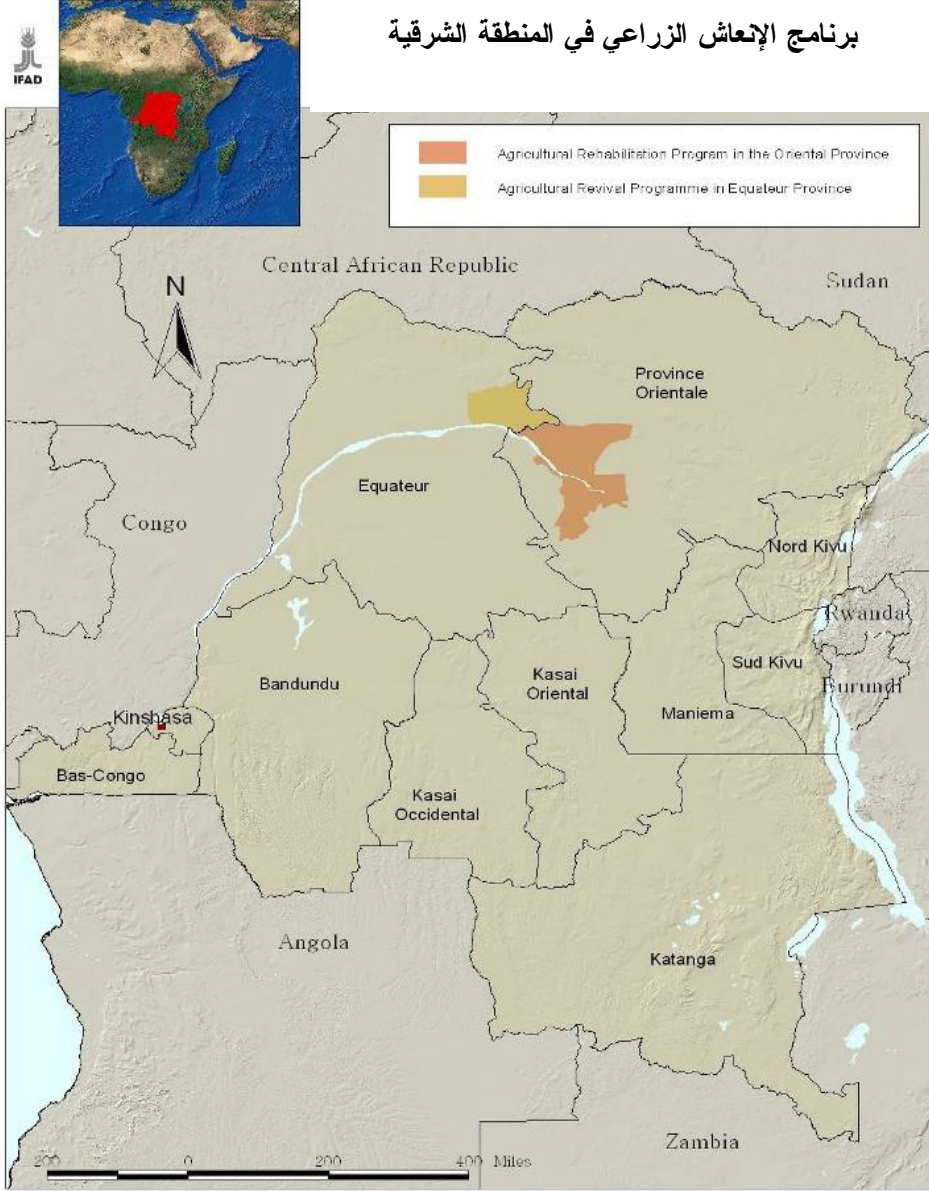 برنامج الإنعاش الزراعي في المنطقة الشرقية
IFAD
Agricultural Rehabilitation Program in the Oriental Province
Agricultural Revival Programme in Equateur Province
Central African Republic
Sudan
N
Province
Orientale
Equateur
Congo
Nord Kivu
Rwanda
Sud Kivu
Burundi
Kasai
Oriental
Bandundu
Maniema
Kinshasa
Bas-Congo
Kasai
Occidental
Angola
Katanga
Zambia
200 0 200 400 Miles